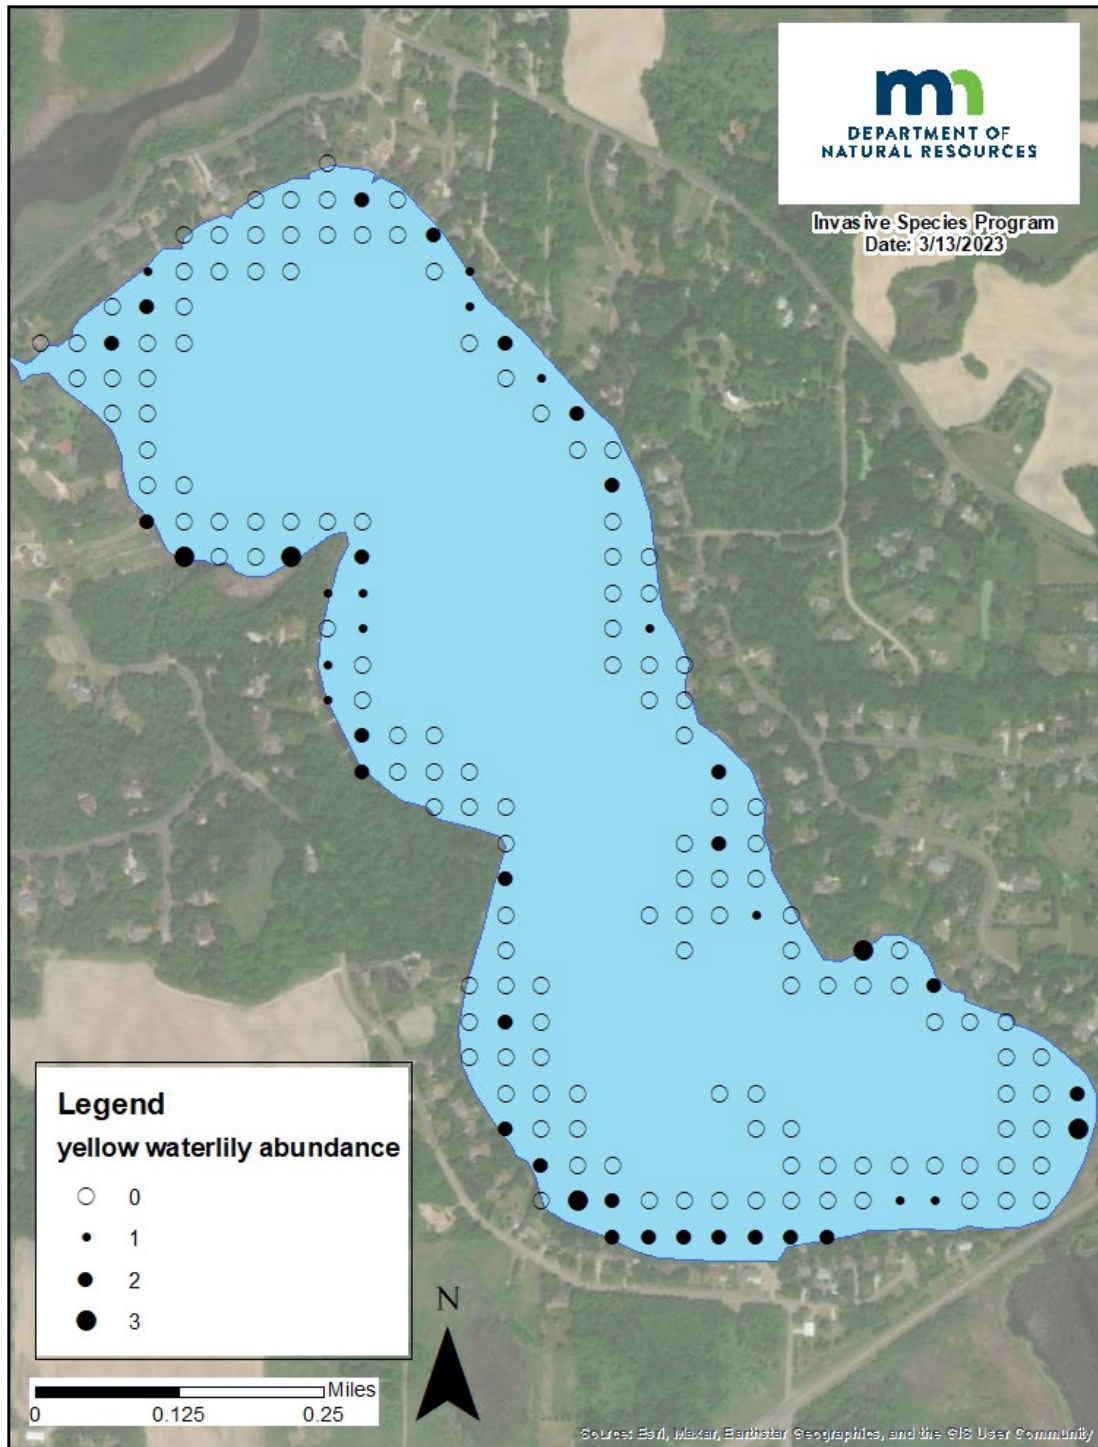 mn
DEPARTMENT OF
NATURAL RESOURCES
Invasive Species Program
Date: 3/13/2023
Legend
yellow waterlily abundance
0
1
2
3
N
Miles
0 0.125 0.25
Source: Esri, Maxar, Earthstar Geographics, and the GIS User Community